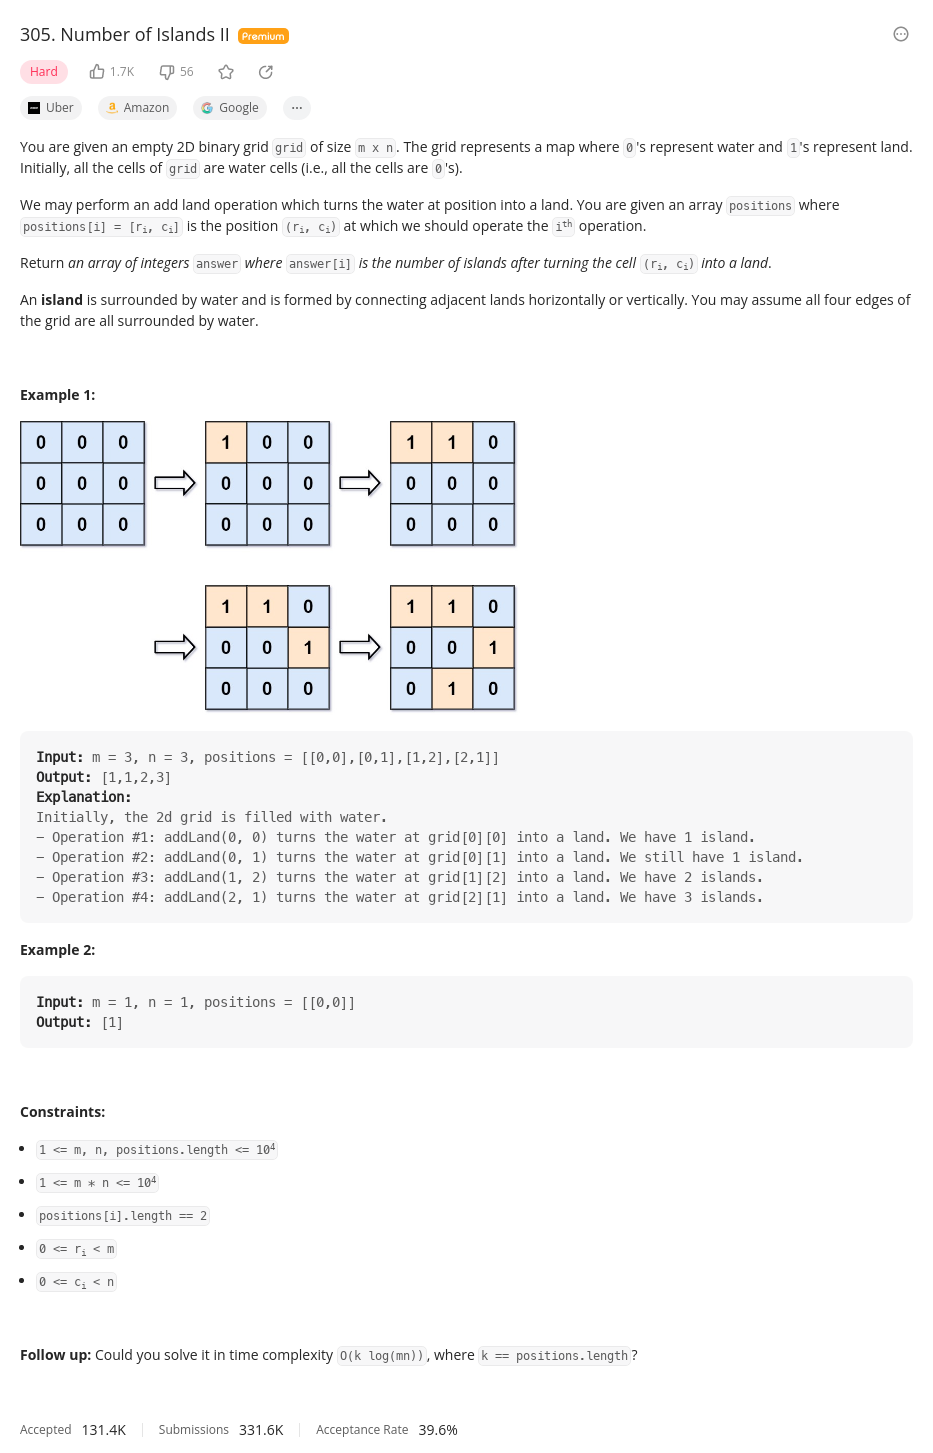 305. Number of Islands II Premium
Hard 1.7K 56
Uber Amazon Google ...
You are given an empty 2D binary grid grid of size m x n. The grid represents a map where 0's represent water and 1's represent land.
Initially, all the cells of grid are water cells (i.e., all the cells are 0's).
We may perform an add land operation which turns the water at position into a land. You are given an array positions where
positions[i] = [rᵢ, cᵢ] is the position (rᵢ, cᵢ) at which we should operate the iᵗʰ operation.
Return an array of integers answer where answer[i] is the number of islands after turning the cell (rᵢ, cᵢ) into a land.
An island is surrounded by water and is formed by connecting adjacent lands horizontally or vertically. You may assume all four edges of
the grid are all surrounded by water.
Example 1:
0 0 0 1 0 0 1 1 0
0 0 0 0 0 0 0 0 0
0 0 0 0 0 0 0 0 0
1 1 0 1 1 0
0 0 1 0 0 1
0 0 0 0 1 0
Input: m = 3, n = 3, positions = [[0,0],[0,1],[1,2],[2,1]]
Output: [1,1,2,3]
Explanation:
Initially, the 2d grid is filled with water.
– Operation #1: addLand(0, 0) turns the water at grid[0][0] into a land. We have 1 island.
– Operation #2: addLand(0, 1) turns the water at grid[0][1] into a land. We still have 1 island.
– Operation #3: addLand(1, 2) turns the water at grid[1][2] into a land. We have 2 islands.
– Operation #4: addLand(2, 1) turns the water at grid[2][1] into a land. We have 3 islands.
Example 2:
Input: m = 1, n = 1, positions = [[0,0]]
Output: [1]
Constraints:
• 1 <= m, n, positions.length <= 10⁴
• 1 <= m * n <= 10⁴
• positions[i].length == 2
• 0 <= rᵢ < m
• 0 <= cᵢ < n
Follow up: Could you solve it in time complexity O(k log(mn)), where k == positions.length?
Accepted 131.4K Submissions 331.6K Acceptance Rate 39.6%